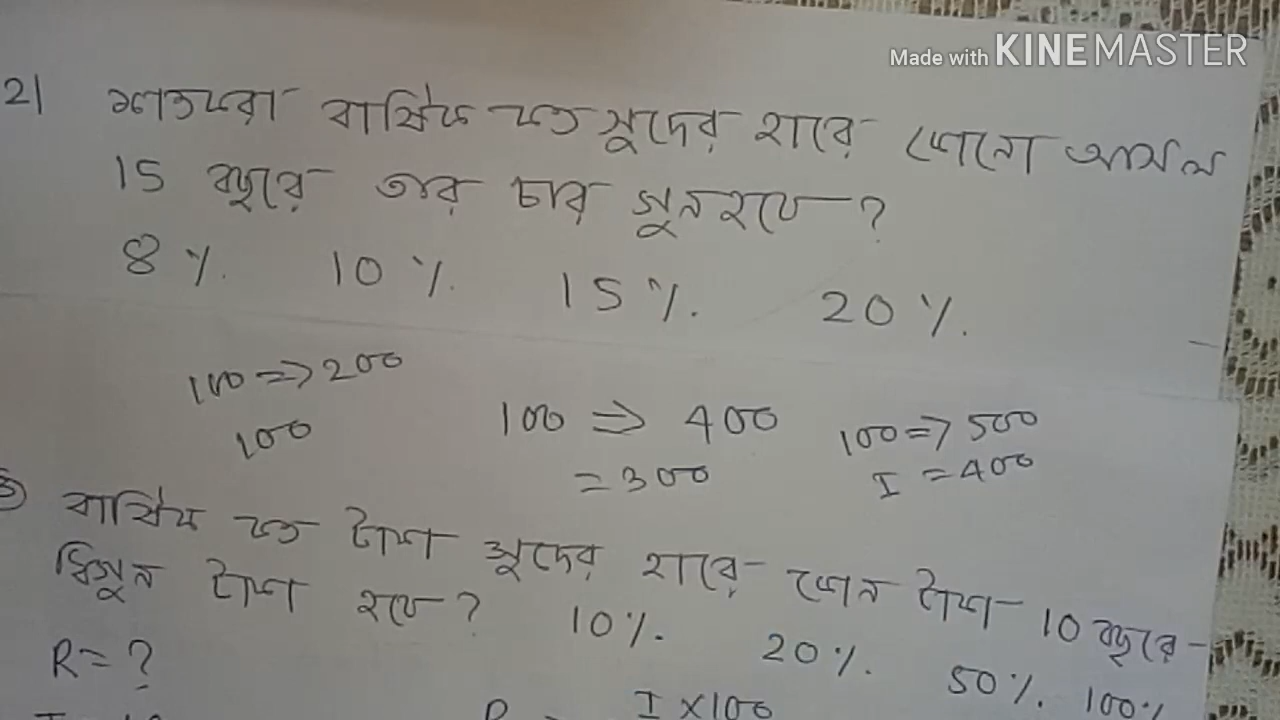 Made with KINEMASTER
2) শতকরা বার্ষিক কত সুদের হারে কোনো আসল
15 বছরে তার চার গুন হবে ?
8 %. 10 %. 15 %. 20 %.
100 => 200
100
100 => 400
= 300
100 => 500
I = 400
বার্ষিক কত টাকা সুদের হারে কোন টাকা 10 বছরে
দ্বিগুন টাকা হবে ? 10 %. 20 %. 50 %. 100 %
R = ?
I × 100